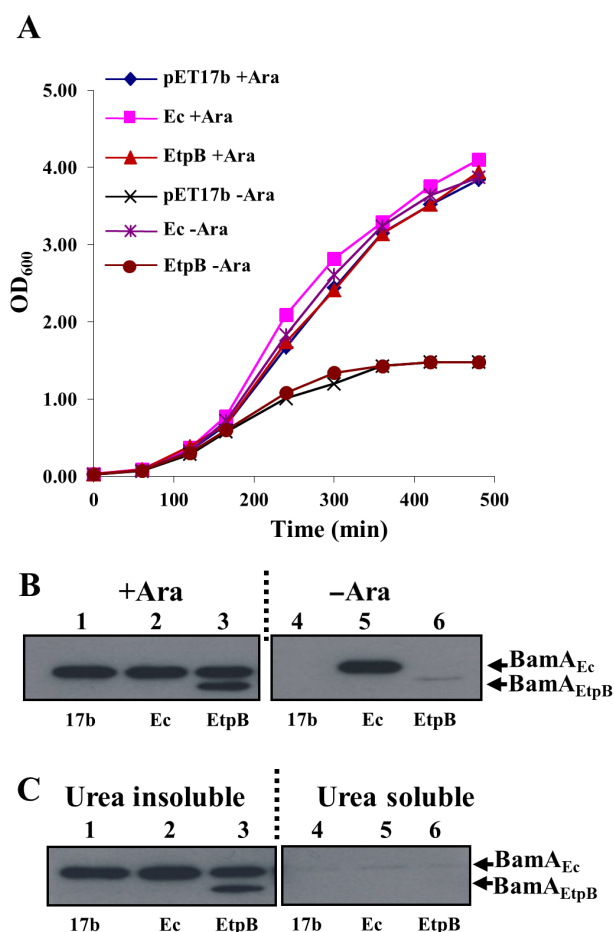 A
pET17b +Ara
Ec +Ara
EtpB +Ara
pET17b -Ara
Ec -Ara
EtpB -Ara
5.00
4.00
3.00
2.00
1.00
0.00
OD600
0 100 200 300 400 500
Time (min)
B
+Ara –Ara
1 2 3 4 5 6
BamAEc
BamAEtpB
17b Ec EtpB 17b Ec EtpB
C
Urea insoluble Urea soluble
1 2 3 4 5 6
BamAEc
BamAEtpB
17b Ec EtpB 17b Ec EtpB